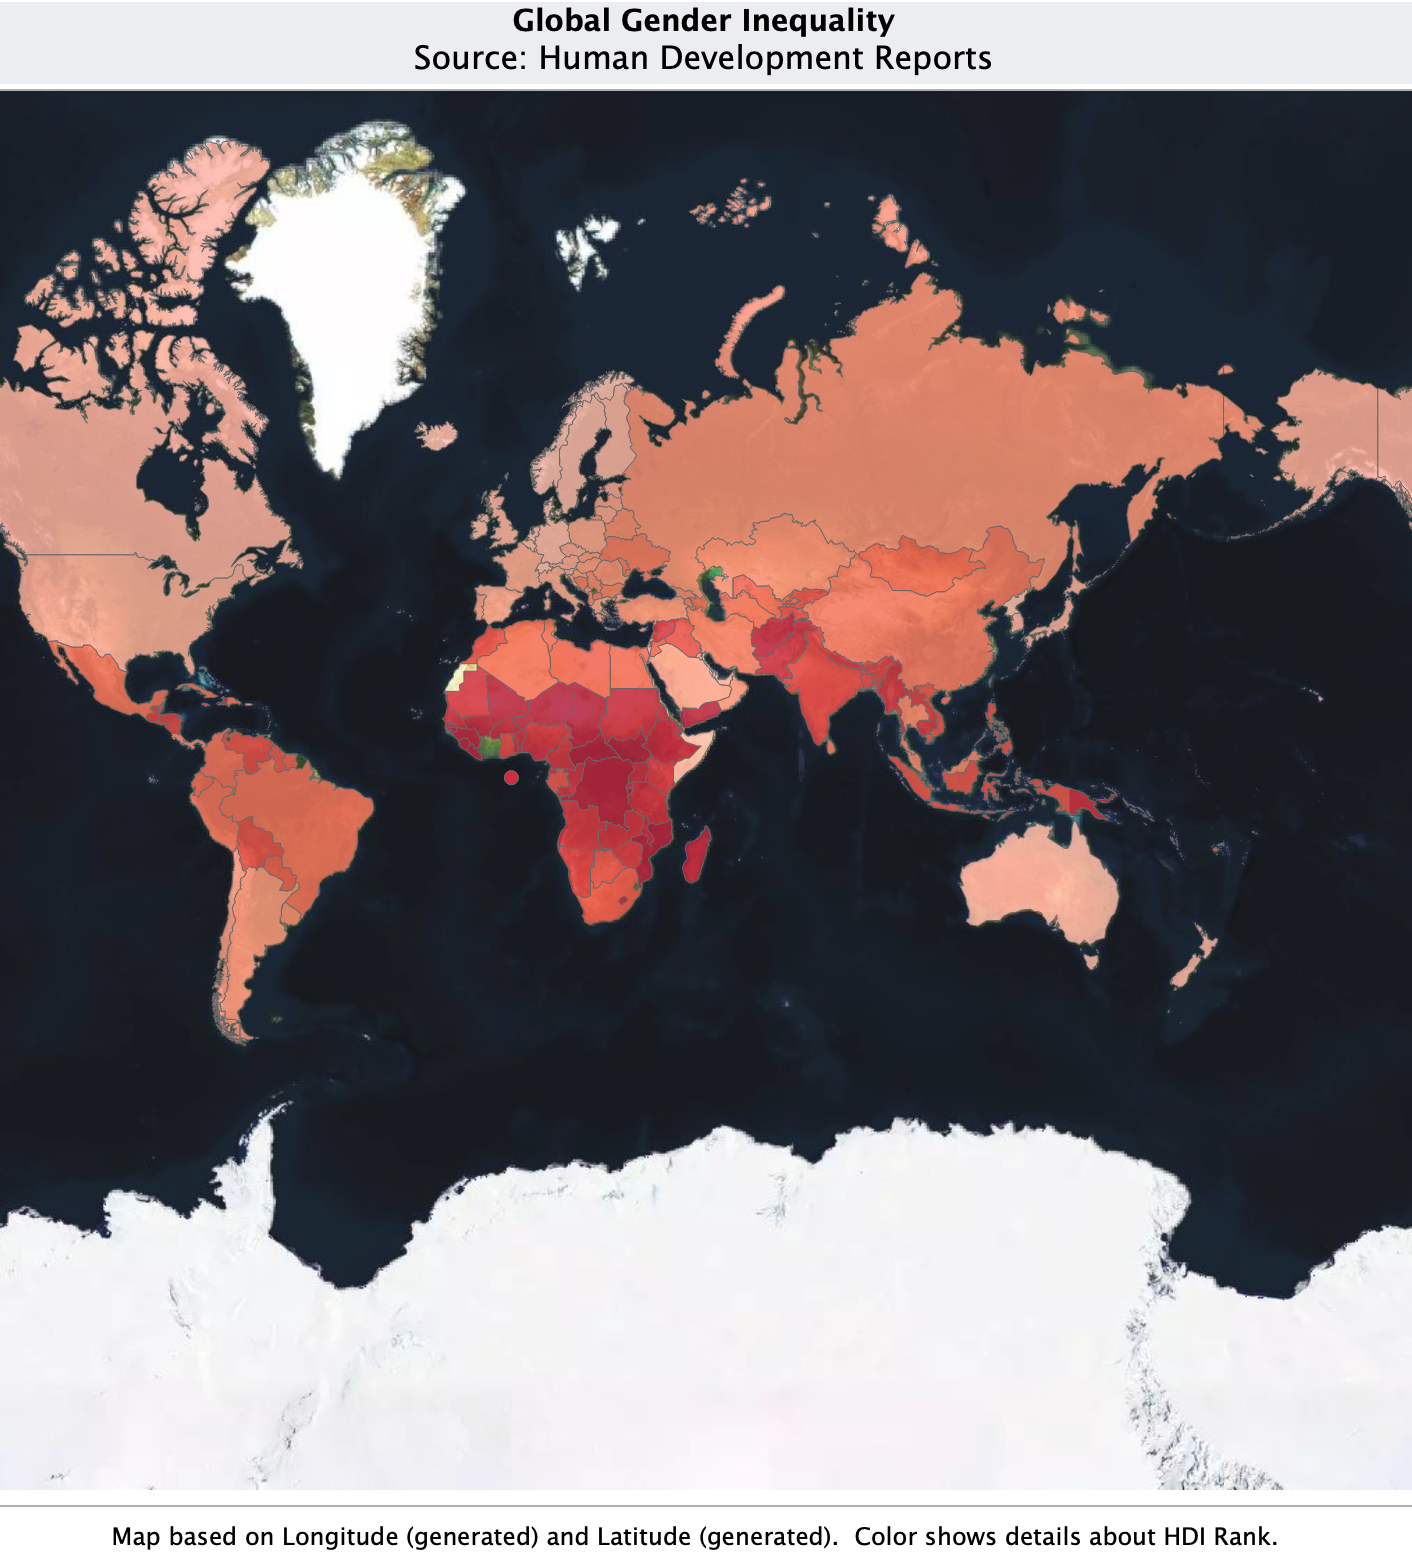 Global Gender Inequality
Source: Human Development Reports
Map based on Longitude (generated) and Latitude (generated).  Color shows details about HDI Rank.